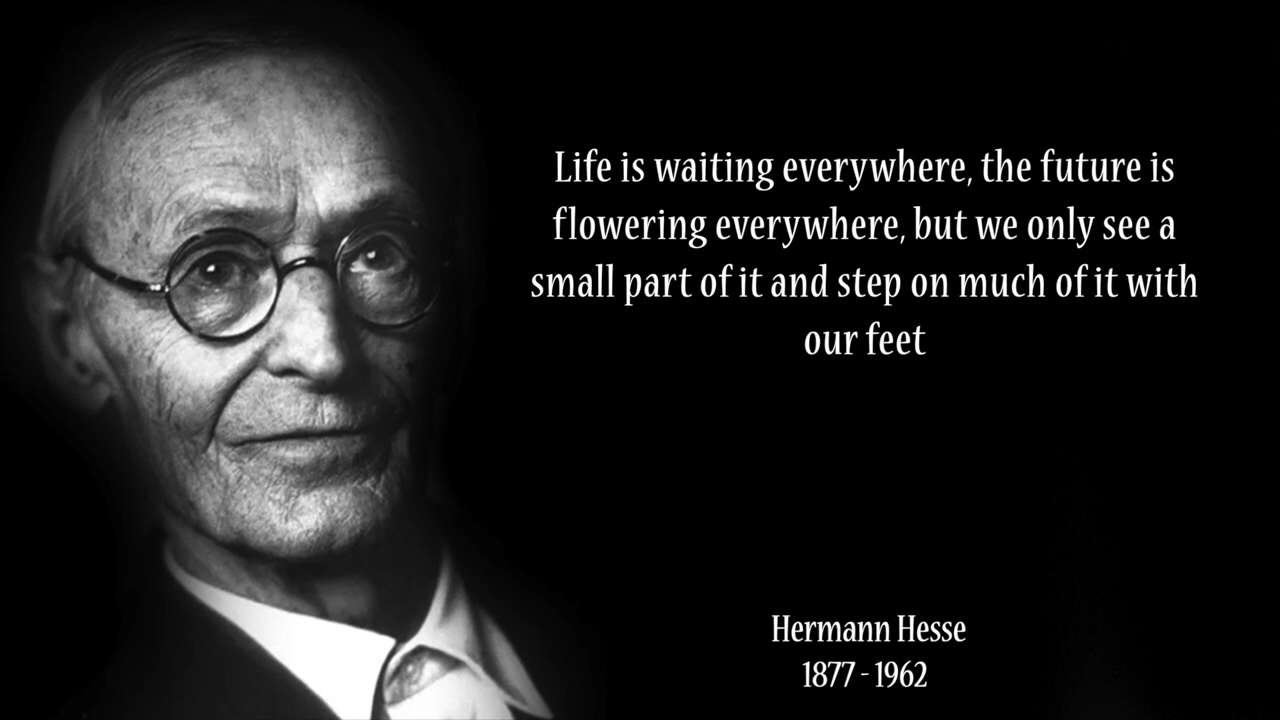 Life is waiting everywhere, the future is
flowering everywhere, but we only see a
small part of it and step on much of it with
our feet
Hermann Hesse
1877 - 1962